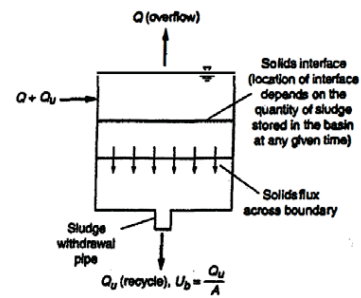 Q (overflow)
Solids interface
(location of interface
depends on the
quantity of sludge
stored in the basin
at any given time)
Q + Qu
Solids flux
across boundary
Sludge
withdrawal
pipe
Qu (recycle), Ub = Qu/A